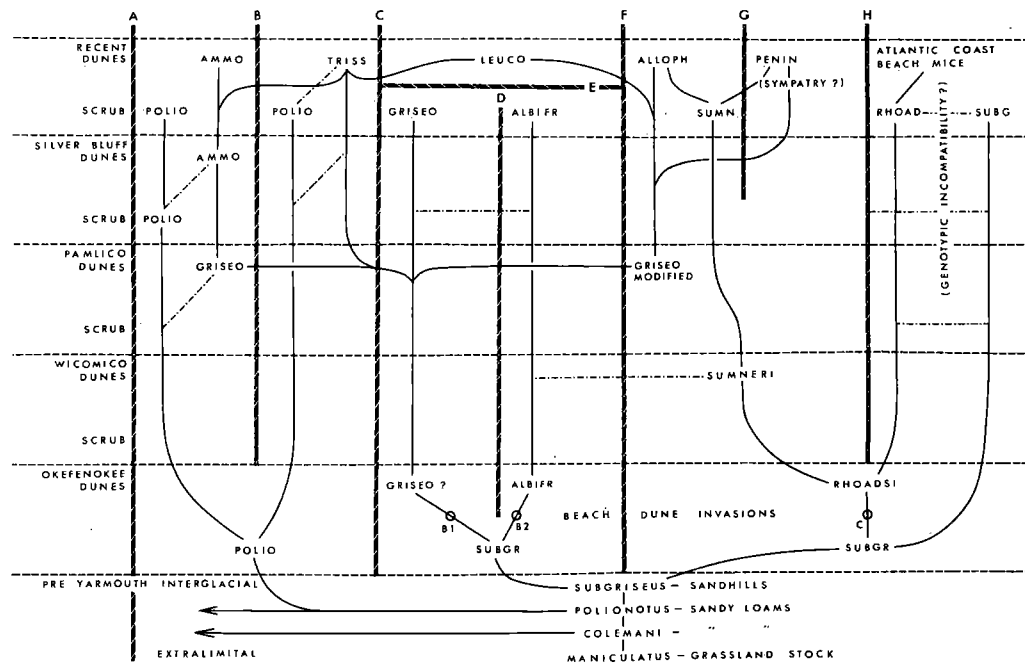 A B C F G H
RECENT DUNES AMMO TRISS LEUCO ALLOPH PENIN ATLANTIC COAST BEACH MICE
(SYMPATRY ?)
E
D
SCRUB POLIO POLIO GRISEO ALBIFR SUMN. RHOAD SUBG
SILVER BLUFF DUNES AMMO
(GENOTYPIC INCOMPATIBILITY?)
SCRUB POLIO
PAMLICO DUNES GRISEO GRISEO MODIFIED
SCRUB
WICOMICO DUNES SUMNERI
SCRUB
OKEFENOKEE DUNES GRISEO ? ALBIFR RHOADSI
B1 B2 BEACH DUNE INVASIONS C
POLIO SUBGR SUBGR
PRE YARMOUTH INTERGLACIAL SUBGRISEUS – SANDHILLS
POLIONOTUS – SANDY LOAMS
COLEMANI – " "
EXTRALIMITAL MANICULATUS – GRASSLAND STOCK